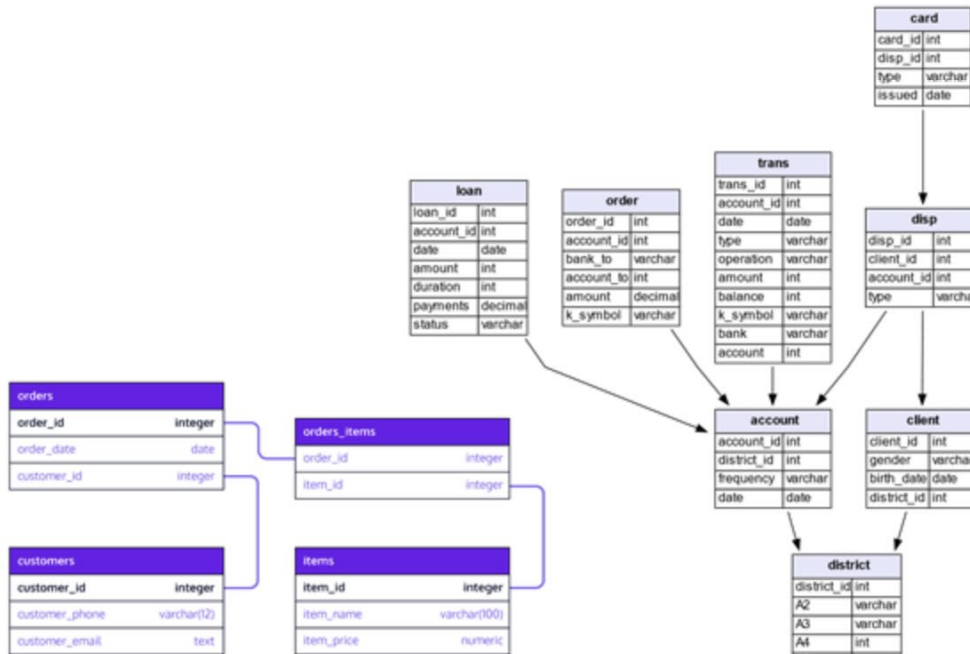 card
card_id int
disp_id int
type varchar
issued date
trans
trans_id int
account_id int
date date
type varchar
operation varchar
amount int
balance int
k_symbol varchar
bank varchar
account int
loan
loan_id int
account_id int
date date
amount int
duration int
payments decimal
status varchar
order
order_id int
account_id int
bank_to varchar
account_to int
amount decimal
k_symbol varchar
disp
disp_id int
client_id int
account_id int
type varcha
orders
order_id integer
order_date date
customer_id integer
orders_items
order_id integer
item_id integer
account
account_id int
district_id int
frequency varchar
date date
client
client_id int
gender varcha
birth_date date
district_id int
customers
customer_id integer
customer_phone varchar(12)
customer_email text
items
item_id integer
item_name varchar(100)
item_price numeric
district
district_id int
A2 varchar
A3 varchar
A4 int